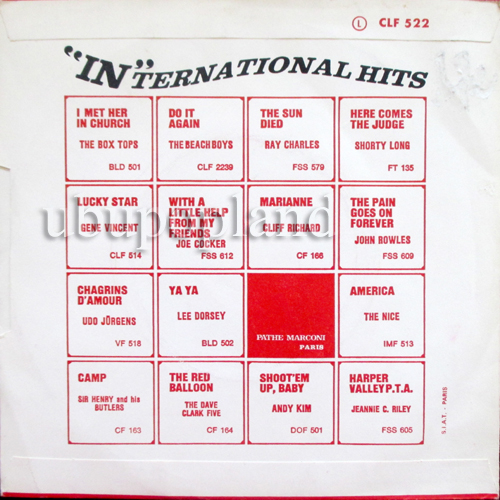 Ⓛ CLF 522
"IN"TERNATIONAL HITS
I MET HER
IN CHURCH
THE BOX TOPS
BLD 501
DO IT
AGAIN
THE BEACH BOYS
CLF 2239
THE SUN
DIED
RAY CHARLES
FSS 579
HERE COMES
THE JUDGE
SHORTY LONG
FT 135
LUCKY STAR
GENE VINCENT
CLF 514
WITH A
LITTLE HELP
FROM MY
FRIENDS
JOE COCKER
FSS 612
MARIANNE
CLIFF RICHARD
CF 166
THE PAIN
GOES ON
FOREVER
JOHN ROWLES
FSS 609
ubupopland
CHAGRINS
D'AMOUR
UDO JÜRGENS
VF 518
YA YA
LEE DORSEY
BLD 502
PATHE MARCONI
PARIS
AMERICA
THE NICE
IMF 513
CAMP
SIR HENRY and his
BUTLERS
CF 163
THE RED
BALLOON
THE DAVE
CLARK FIVE
CF 164
SHOOT'EM
UP, BABY
ANDY KIM
DOF 501
HARPER
VALLEY P.T.A.
JEANNIE C. RILEY
FSS 605
S.I.A.T. - PARIS